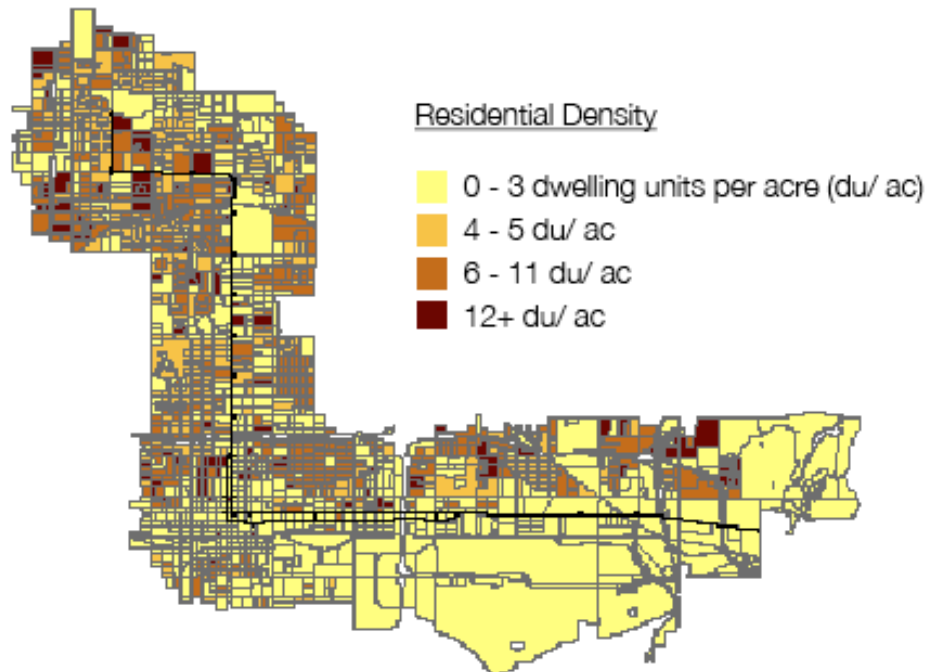 Residential Density
0 - 3 dwelling units per acre (du/ ac)
4 - 5 du/ ac
6 - 11 du/ ac
12+ du/ ac